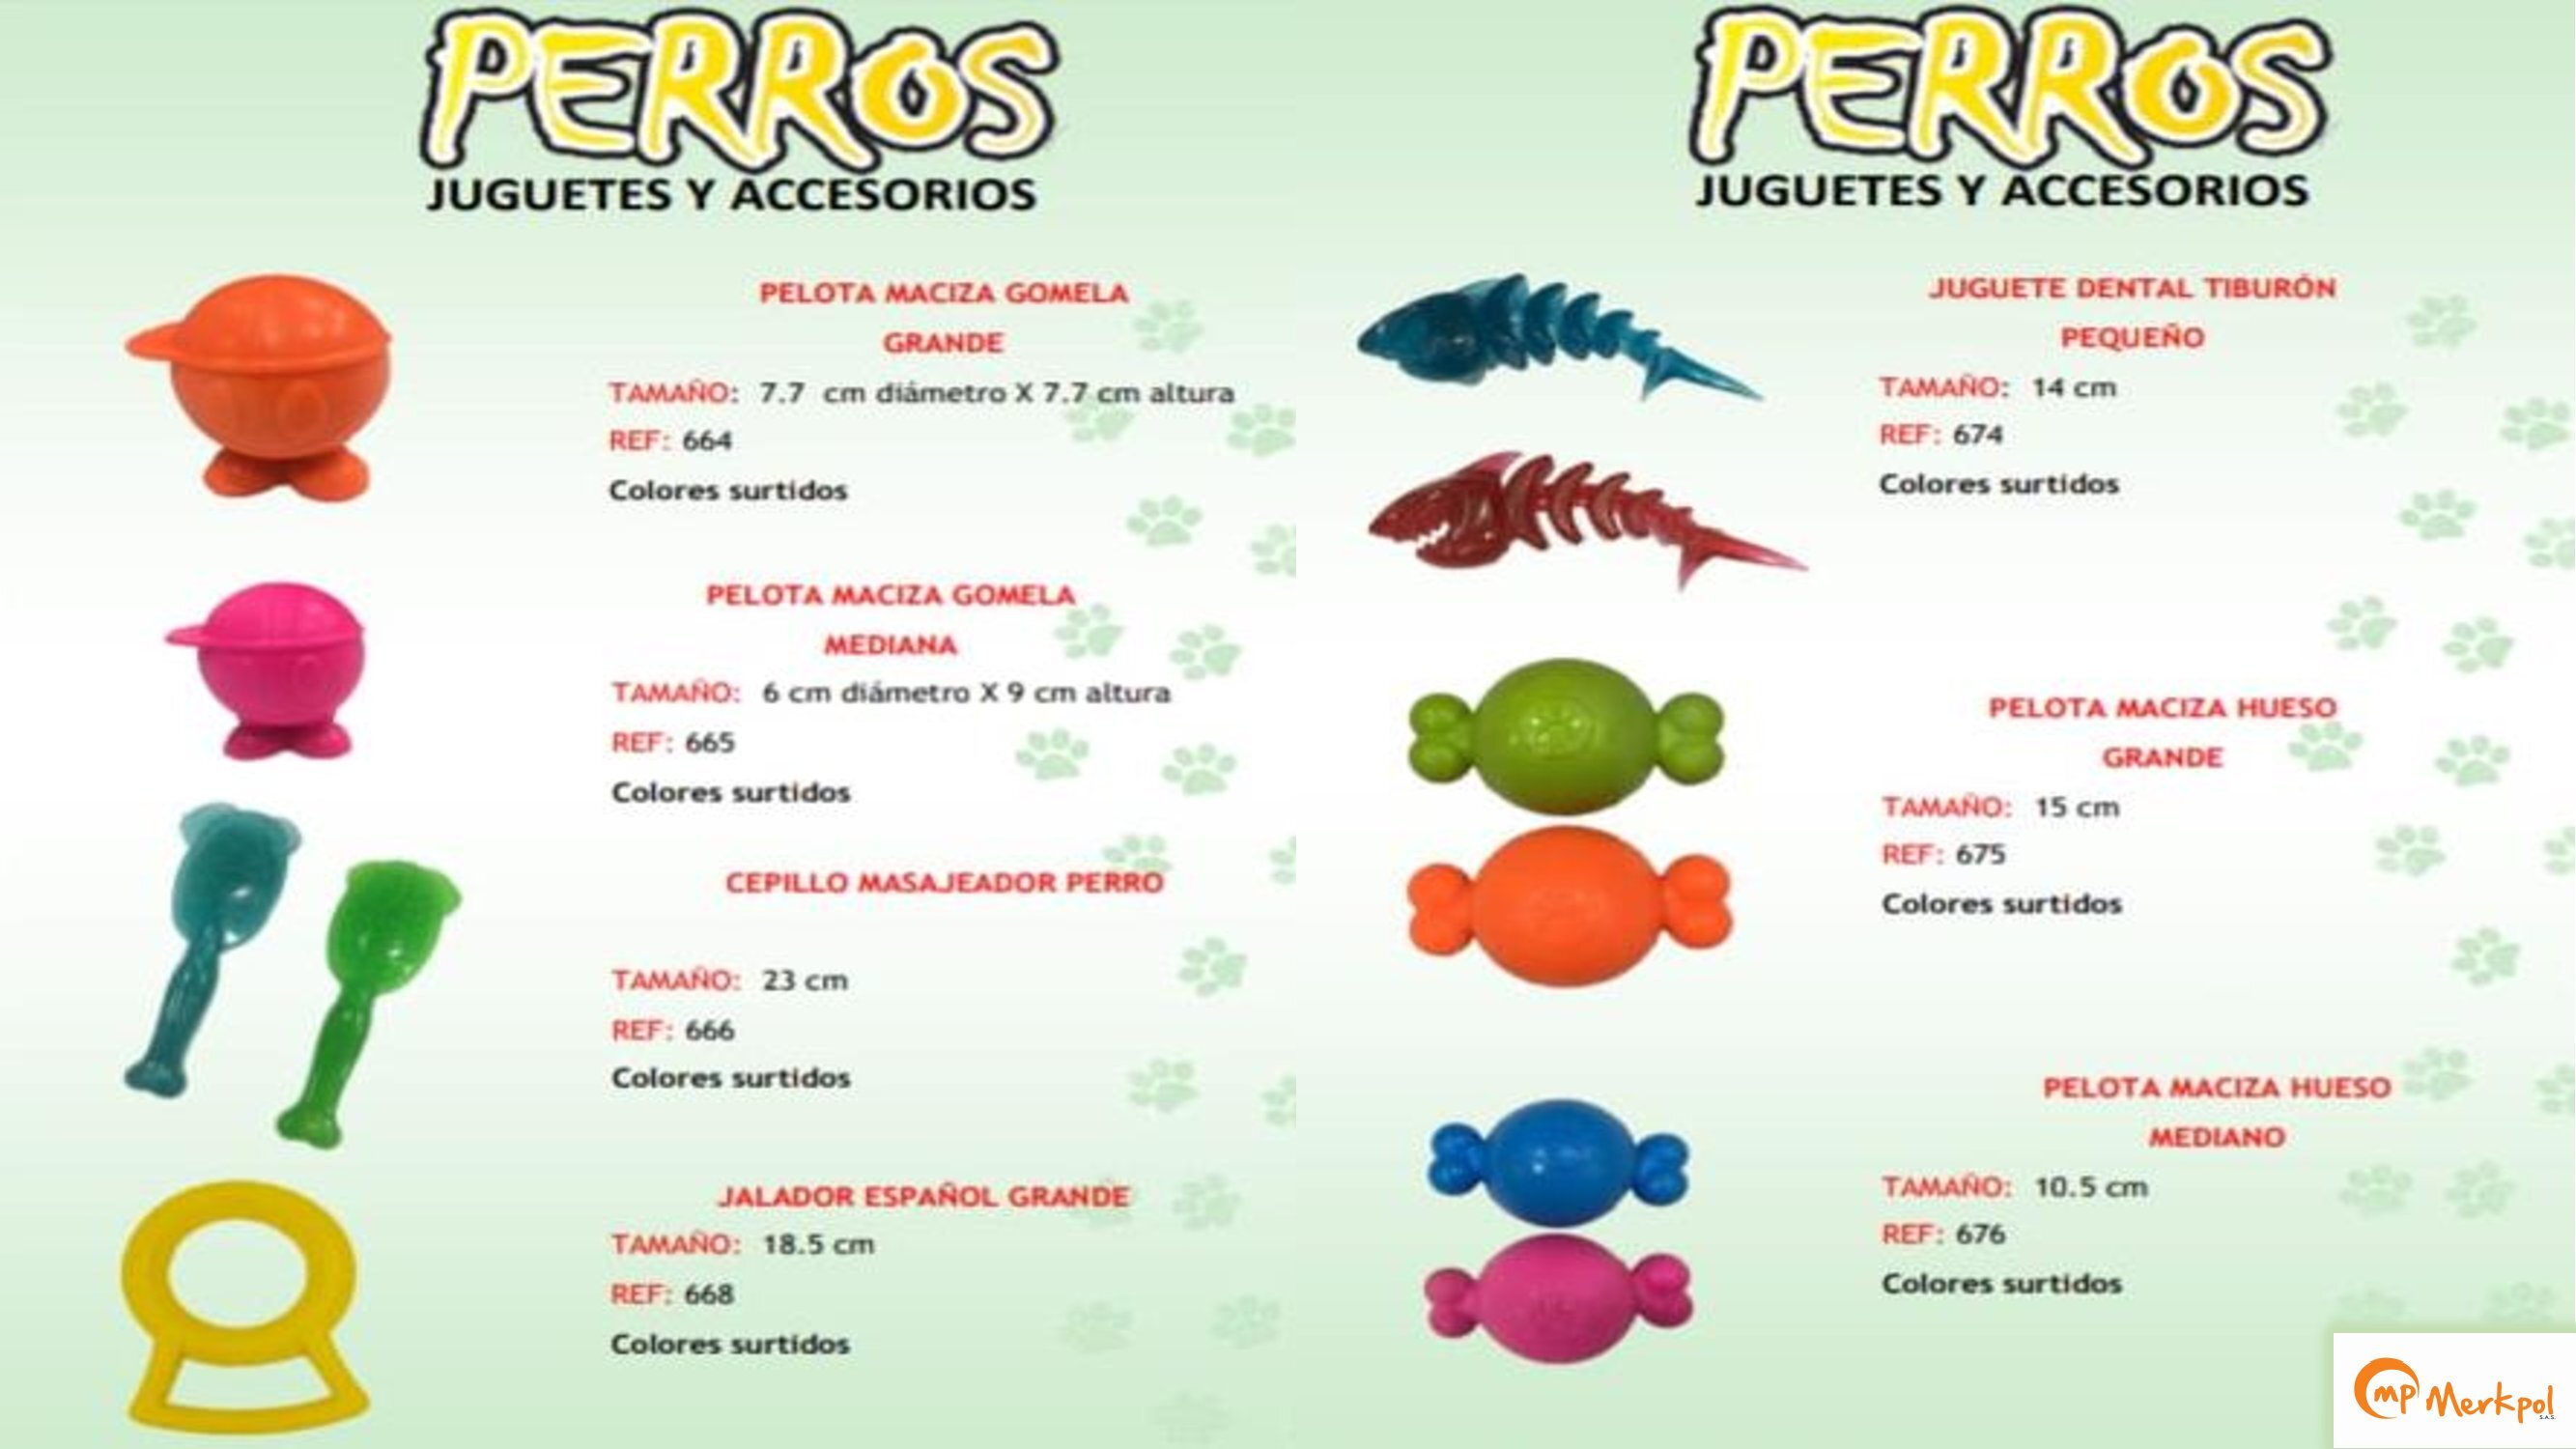 PERROS
JUGUETES Y ACCESORIOS
PELOTA MACIZA GOMELA
GRANDE
TAMAÑO: 7.7 cm diámetro X 7.7 cm altura
REF: 664
Colores surtidos
PELOTA MACIZA GOMELA
MEDIANA
TAMAÑO: 6 cm diámetro X 9 cm altura
REF: 665
Colores surtidos
CEPILLO MASAJEADOR PERRO
TAMAÑO: 23 cm
REF: 666
Colores surtidos
JALADOR ESPAÑOL GRANDE
TAMAÑO: 18.5 cm
REF: 668
Colores surtidos
PERROS
JUGUETES Y ACCESORIOS
JUGUETE DENTAL TIBURÓN
PEQUEÑO
TAMAÑO: 14 cm
REF: 674
Colores surtidos
PELOTA MACIZA HUESO
GRANDE
TAMAÑO: 15 cm
REF: 675
Colores surtidos
PELOTA MACIZA HUESO
MEDIANO
TAMAÑO: 10.5 cm
REF: 676
Colores surtidos
mp Merkpol
S.A.S.